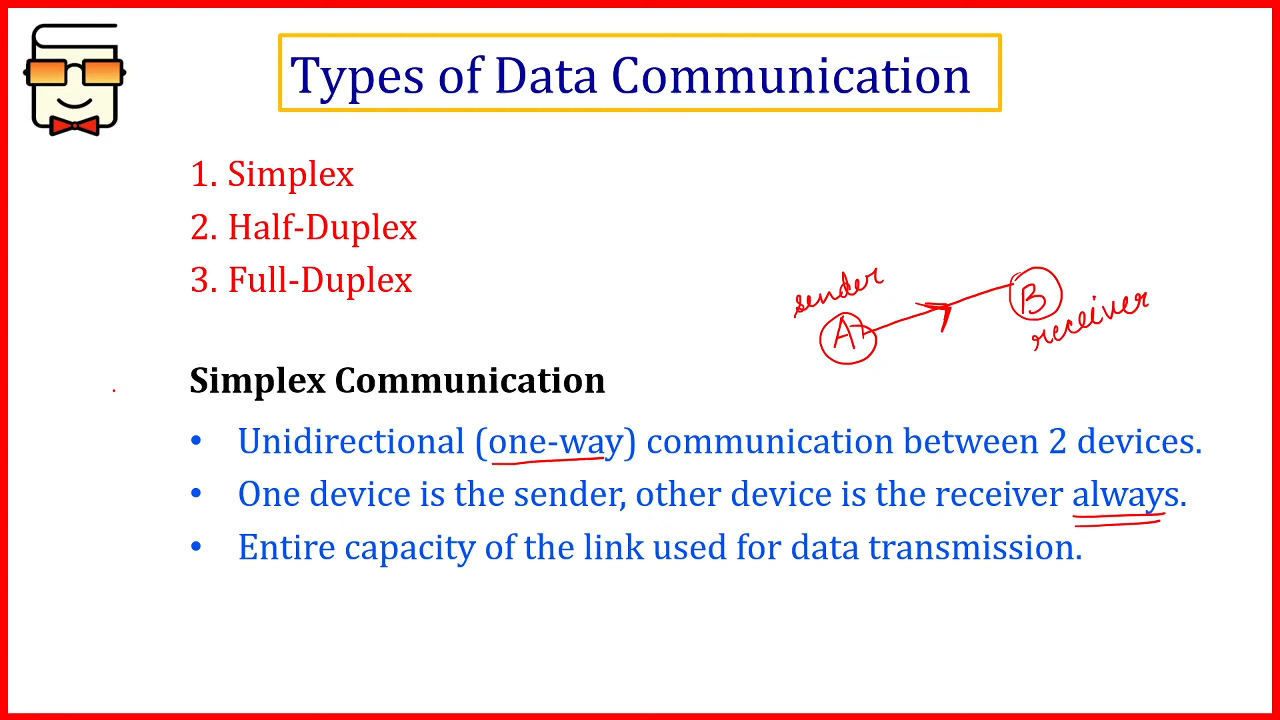 Types of Data Communication
1. Simplex
2. Half-Duplex
3. Full-Duplex
sender
A
B
receiver
Simplex Communication
• Unidirectional (one-way) communication between 2 devices.
• One device is the sender, other device is the receiver always.
• Entire capacity of the link used for data transmission.